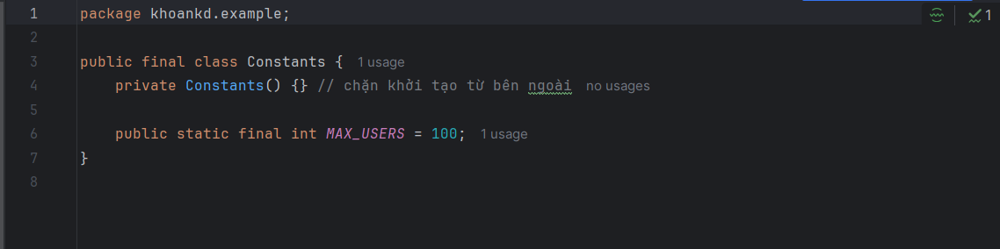 1 package khoankd.example; 1
2
3 public final class Constants { 1 usage
4 private Constants() {} // chặn khởi tạo từ bên ngoài no usages
5
6 public static final int MAX_USERS = 100; 1 usage
7 }
8